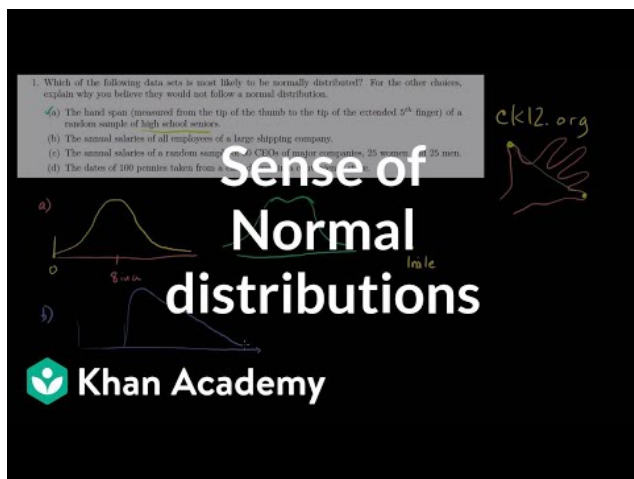 1. Which of the following data sets is most likely to be normally distributed? For the other choices,
explain why you believe they would not follow a normal distribution.
(a) The hand span (measured from the tip of the thumb to the tip of the extended 5th finger) of a
random sample of high school seniors.
(b) The annual salaries of all employees of a large shipping company.
(c) The annual salaries of a random sample of 50 CEOs of major companies, 25 women, 25 men.
(d) The dates of 100 pennies taken from a
ck12.org
Sense of
Normal
distributions
a)
0
8 inch
b)
Khan Academy